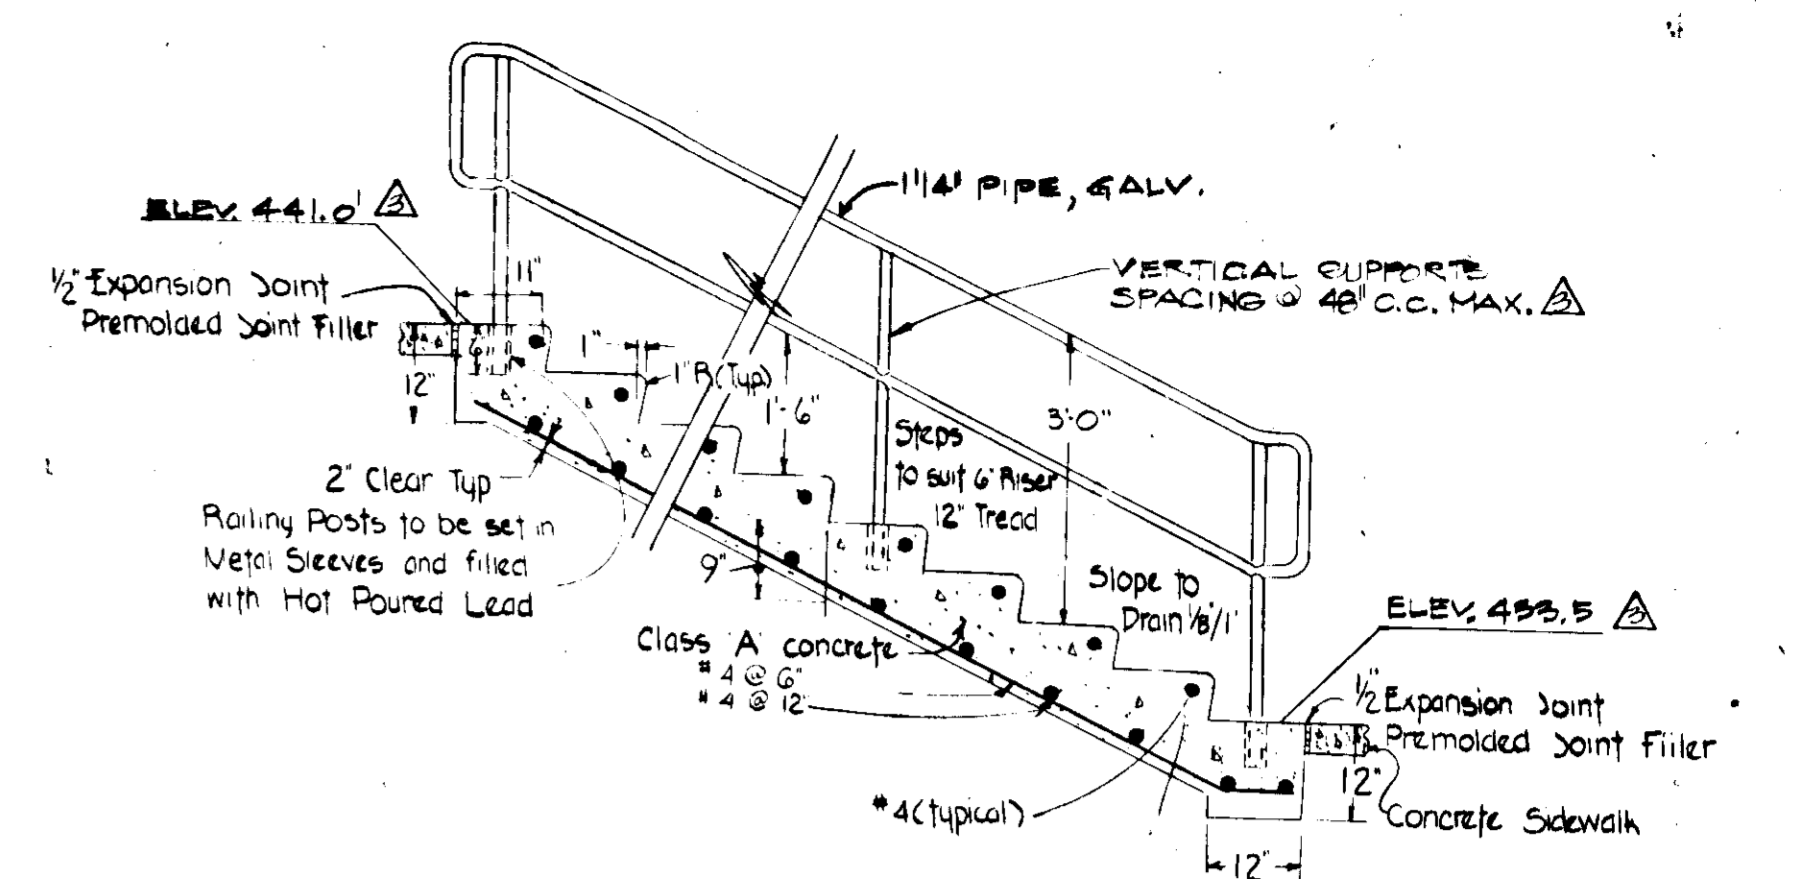 1 1/4" PIPE, GALV.
ELEV. 441.0' 3
1/2" Expansion Joint
Premolded Joint Filler
VERTICAL SUPPORTS
SPACING @ 48" C.C. MAX. 3
11"
6"
12"
1"
1" R (Typ.)
1'-6"
3'-0"
Steps
to suit 6" Riser
12" Tread
2" Clear Typ
Railing Posts to be set in
Metal Sleeves and filled
with Hot Poured Lead
9"
Slope to
Drain 1/8"/1'
Class 'A' concrete
#4 @ 6"
#4 @ 12"
ELEV. 433.5 3
1/2" Expansion Joint
Premolded Joint Filler
12"
#4 (typical)
Concrete Sidewalk
12"